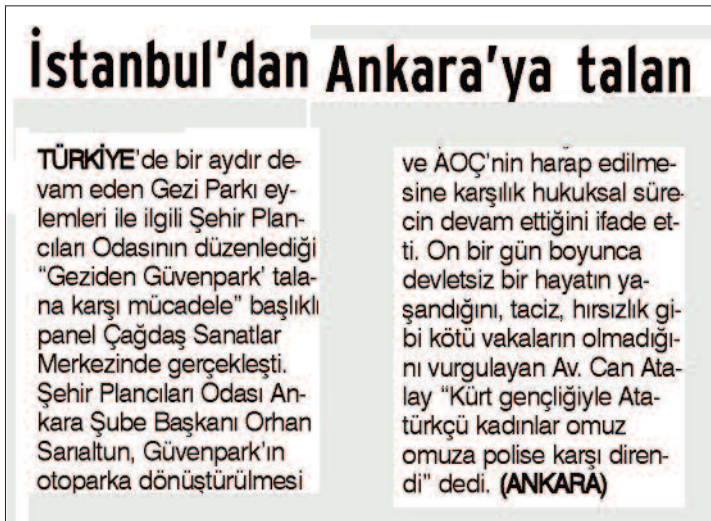 İstanbul'dan Ankara'ya talan
TÜRKİYE'de bir aydır de-
vam eden Gezi Parkı ey-
lemleri ile ilgili Şehir Plan-
cıları Odasının düzenlediği
“Geziden Güvenpark’ tala-
na karşı mücadele” başlıklı
panel Çağdaş Sanatlar
Merkezinde gerçekleşti.
Şehir Plancıları Odası An-
kara Şube Başkanı Orhan
Sarıaltun, Güvenpark’ın
otoparka dönüştürülmesi
ve AOÇ’nin harap edilme-
sine karşılık hukuksal süre-
cin devam ettiğini ifade et-
ti. On bir gün boyunca
devletsiz bir hayatın ya-
şandığını, taciz, hırsızlık gi-
bi kötü vakaların olmadığı-
nı vurgulayan Av. Can Ata-
lay “Kürt gençliğiyle Ata-
türkçü kadınlar omuz
omuza polise karşı diren-
di” dedi. (ANKARA)